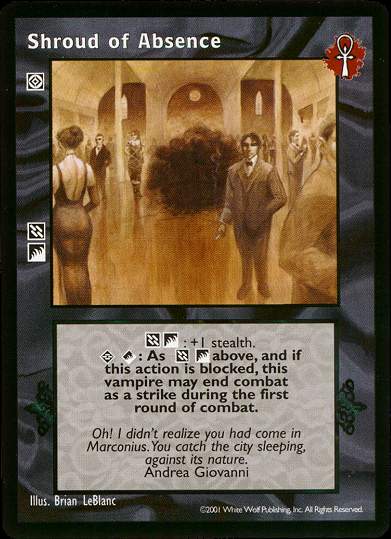 Shroud of Absence
: +1 stealth.
: As above, and if
this action is blocked, this
vampire may end combat
as a strike during the first
round of combat.
Oh! I didn't realize you had come in
Marconius. You catch the city sleeping,
against its nature.
Andrea Giovanni
Illus. Brian LeBlanc
©2001 White Wolf Publishing, Inc. All Rights Reserved.